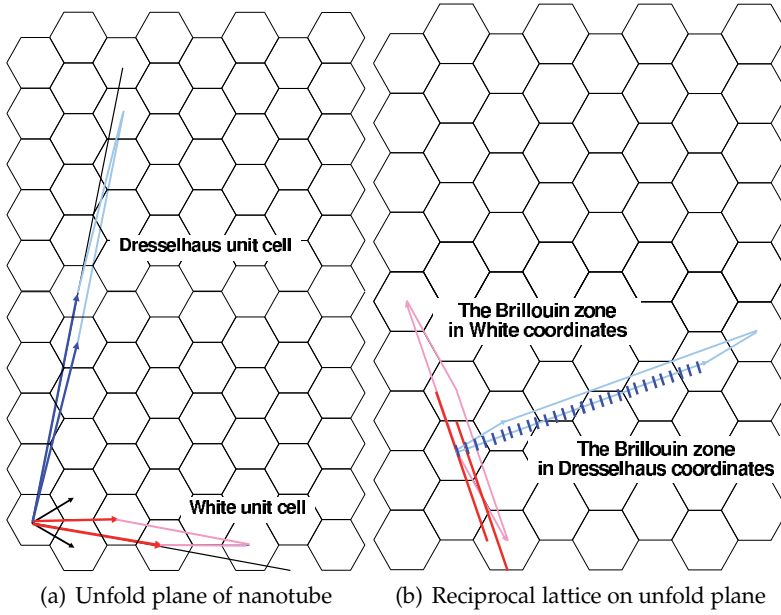 Dresselhaus unit cell
White unit cell
The Brillouin zone
in White coordinates
The Brillouin zone
in Dresselhaus coordinates
(a) Unfold plane of nanotube
(b) Reciprocal lattice on unfold plane